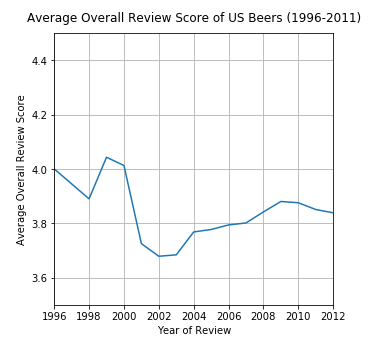 Average Overall Review Score of US Beers (1996-2011)
Average Overall Review Score
4.4
4.2
4.0
3.8
3.6
1996 1998 2000 2002 2004 2006 2008 2010 2012
Year of Review